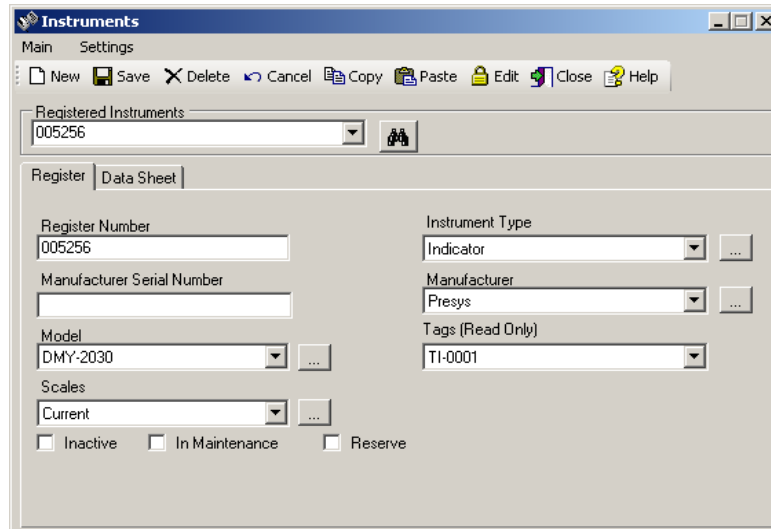 Instruments
Main Settings
New Save Delete Cancel Copy Paste Edit Close Help
Registered Instruments
005256
Register Data Sheet
Register Number
005256
Instrument Type
Indicator
...
Manufacturer Serial Number
Manufacturer
Presys
...
Model
DMY-2030
...
Tags (Read Only)
TI-0001
Scales
Current
...
Inactive In Maintenance Reserve